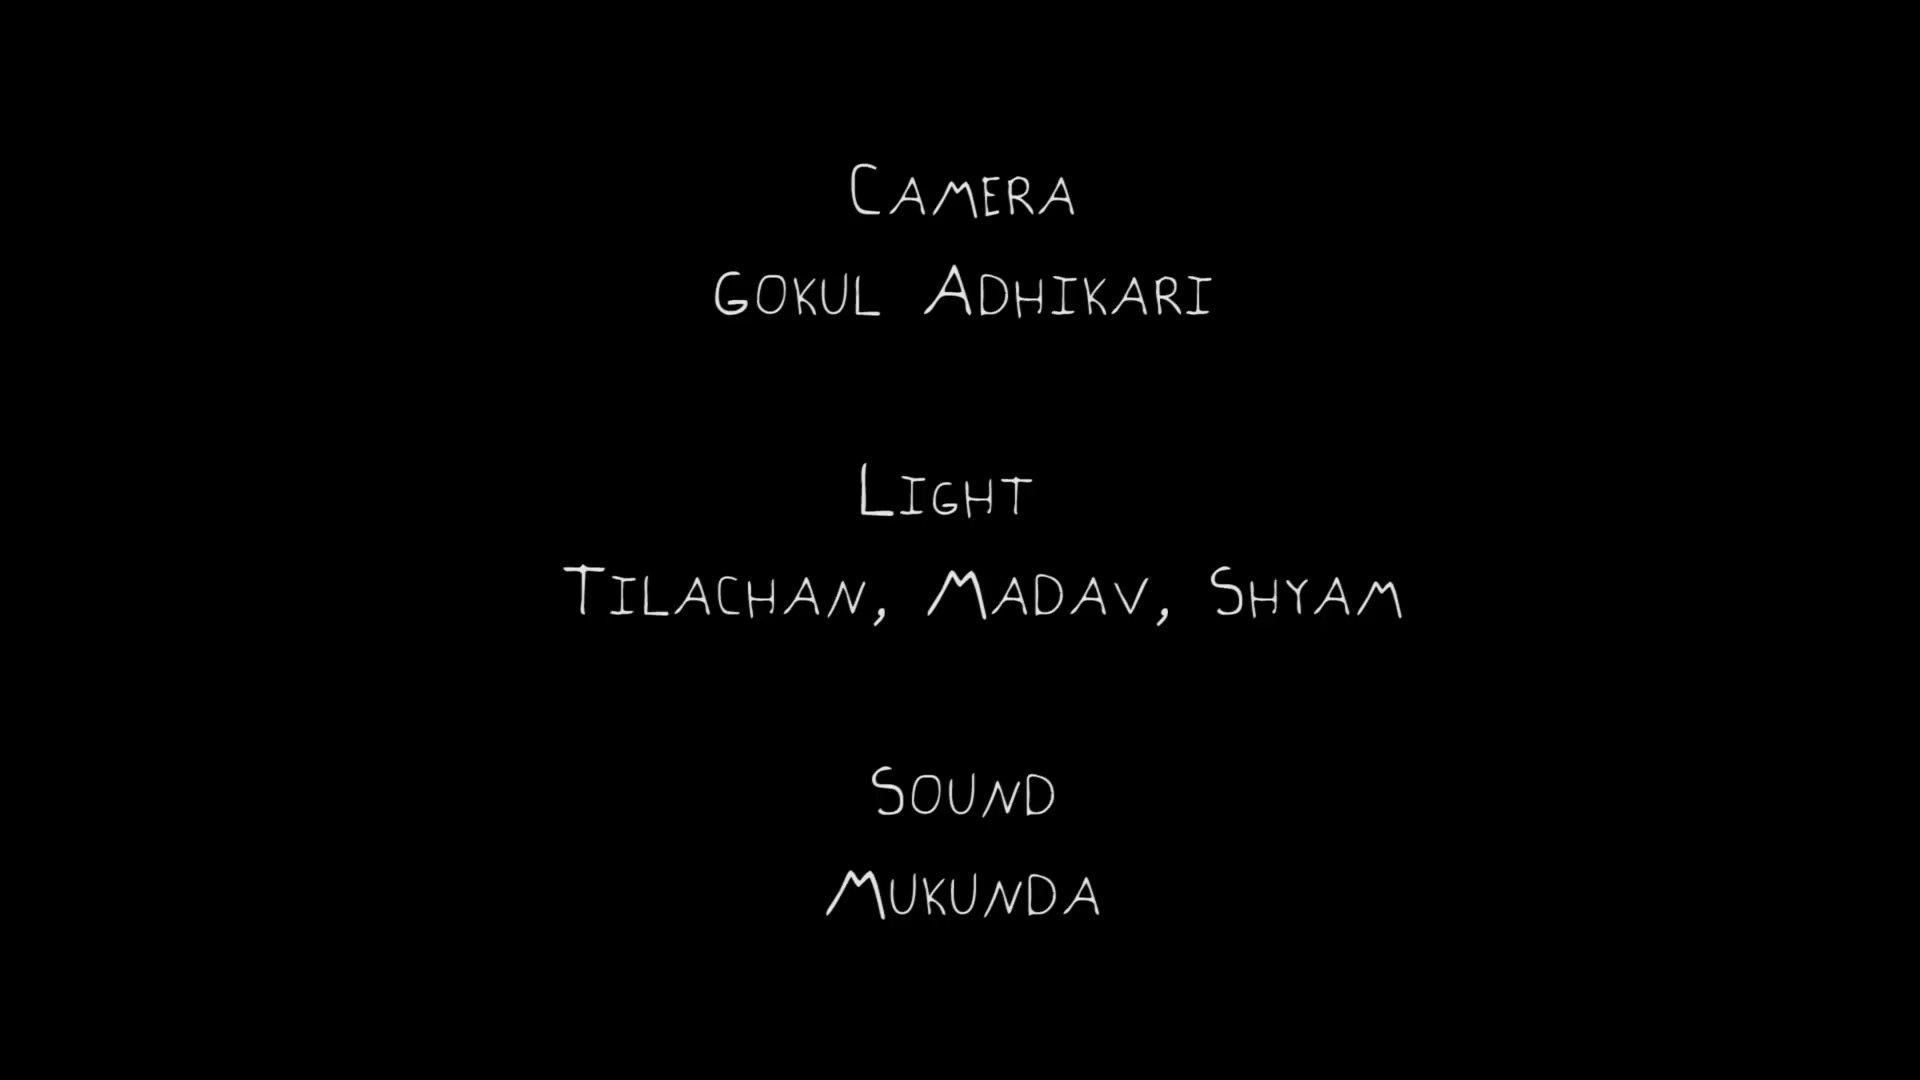 Camera
Gokul Adhikari
Light
Tilachan, Madav, Shyam
Sound
Mukunda